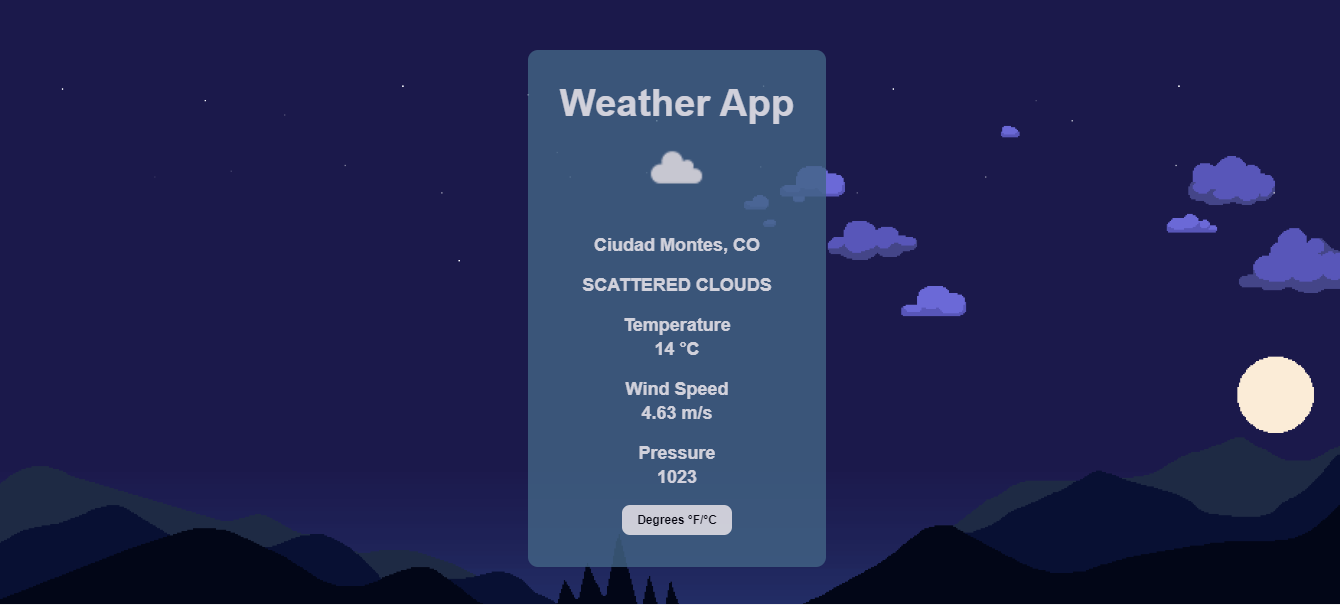 Weather App
Ciudad Montes, CO
SCATTERED CLOUDS
Temperature
14 °C
Wind Speed
4.63 m/s
Pressure
1023
Degrees °F/°C